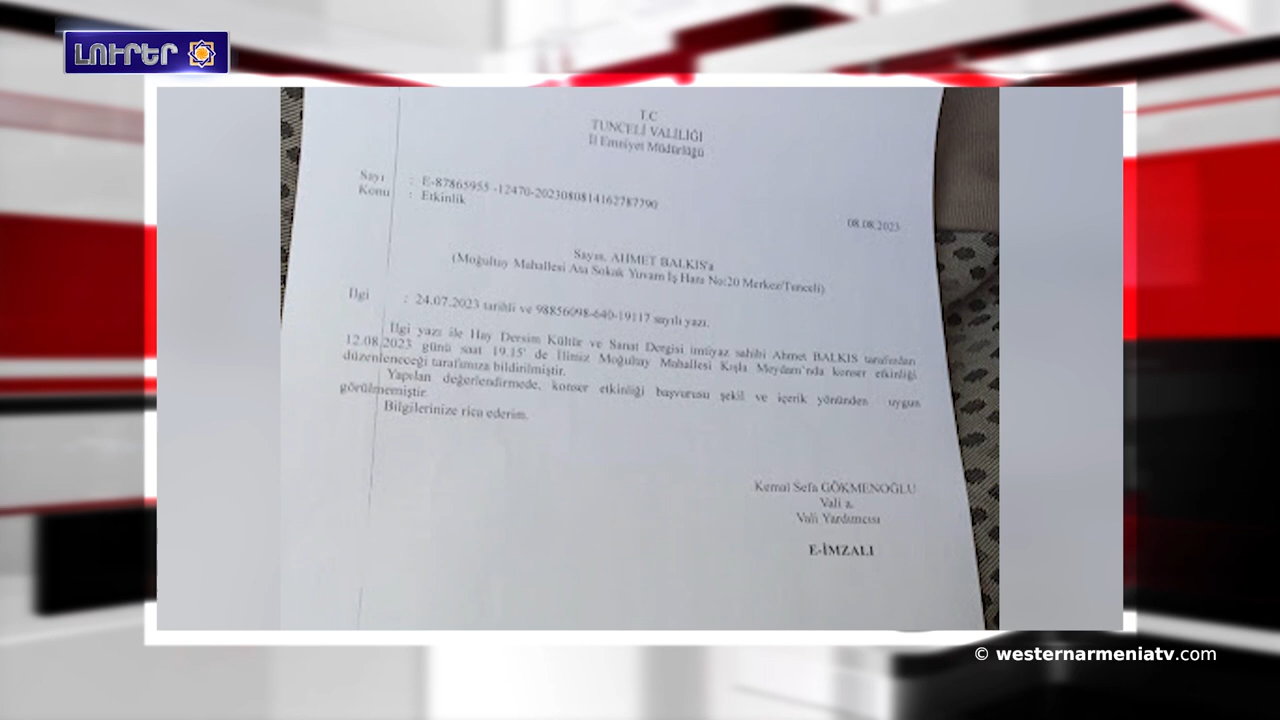 ԼՈՒՐԵՐ
T.C
TUNCELİ VALİLİĞİ
İl Emniyet Müdürlüğü
Sayı : E-87865955 -12470-2023080814162787790
Konu : Etkinlik
08.08.2023
Sayın, AHMET BALKIS'a
(Moğultay Mahallesi Ata Sokak Yuvam İş Hanı No:20 Merkez/Tunceli)
İlgi : 24.07.2023 tarihli ve 98856098-640-19117 sayılı yazı.
İlgi yazı ile Hay Dersim Kültür ve Sanat Dergisi imtiyaz sahibi Ahmet BALKIS tarafından
12.08.2023 günü saat 19.15' de İlimiz Moğultay Mahallesi Kışla Meydanı'nda konser etkinliği
düzenleneceği tarafımıza bildirilmiştir.
Yapılan değerlendirmede, konser etkinliği başvurusu şekil ve içerik yönünden uygun
görülmemiştir.
Bilgilerinize rica ederim.
Kemal Sefa GÖKMENOĞLU
Vali a.
Vali Yardımcısı
E-İMZALI
© westernarmeniatv.com